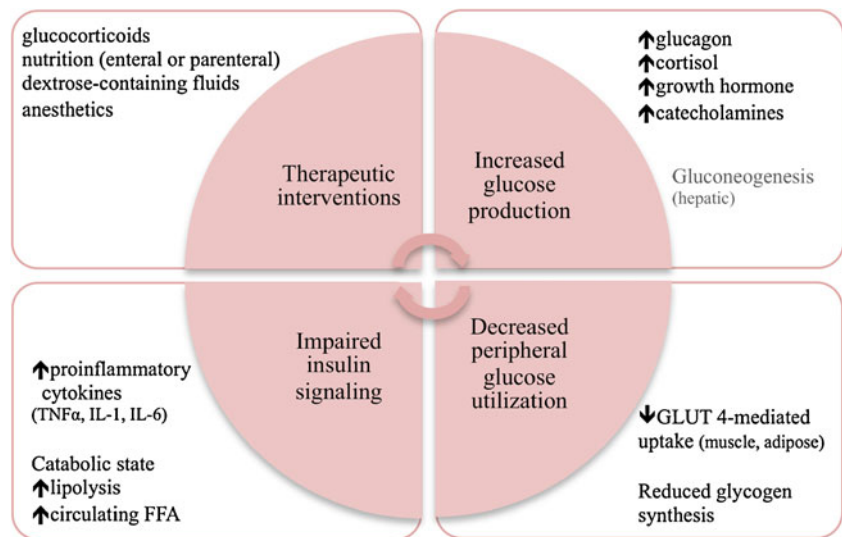 glucocorticoids
nutrition (enteral or parenteral)
dextrose-containing fluids
anesthetics
Therapeutic
interventions
↑glucagon
↑cortisol
↑growth hormone
↑catecholamines
Gluconeogenesis
(hepatic)
Increased
glucose
production
↑proinflammatory
cytokines
(TNFα, IL-1, IL-6)
Catabolic state
↑lipolysis
↑circulating FFA
Impaired
insulin
signaling
Decreased
peripheral
glucose
utilization
↓GLUT 4-mediated
uptake (muscle, adipose)
Reduced glycogen
synthesis